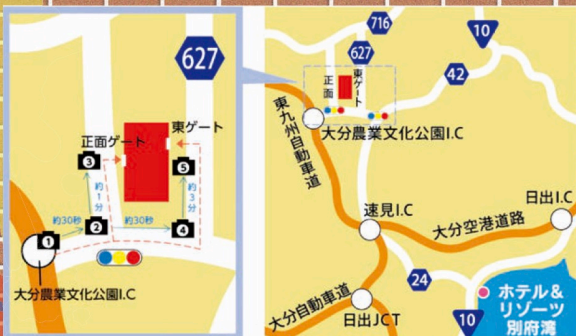 627
正面ゲート
東ゲート
3
5
約1分
約3分
約30秒
約30秒
1
2
4
大分農業文化公園I.C
716
10
627
正面
東ゲート
42
東九州自動車道
大分農業文化公園I.C
速見I.C
日出I.C
大分空港道路
24
大分自動車道
日出JCT
10
ホテル&
リゾーツ
別府湾